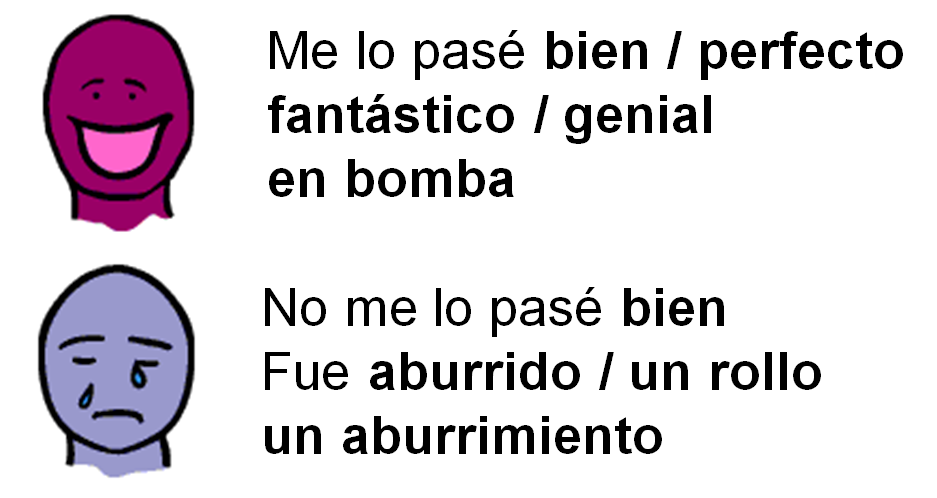 Me lo pasé bien / perfecto
fantástico / genial
en bomba
No me lo pasé bien
Fue aburrido / un rollo
un aburrimiento